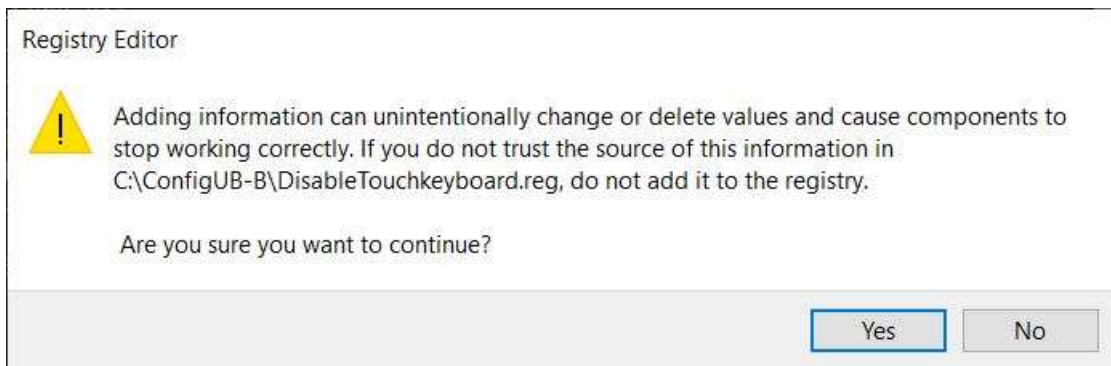 Registry Editor
!
Adding information can unintentionally change or delete values and cause components to
stop working correctly. If you do not trust the source of this information in
C:\ConfigUB-B\DisableTouchkeyboard.reg, do not add it to the registry.
Are you sure you want to continue?
Yes No